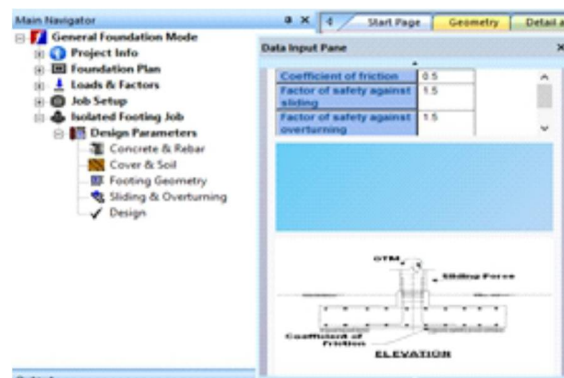 Main Navigator
Start Page
Geometry
Detail a
General Foundation Mode
Project Info
Foundation Plan
Loads & Factors
Job Setup
Isolated Footing Job
Design Parameters
Concrete & Rebar
Cover & Soil
Footing Geometry
Sliding & Overturning
Design
Data Input Pane
Coefficient of friction 0.5
Factor of safety against 1.5
sliding
Factor of safety against 1.5
overturning
OTM
Sliding Force
Coefficient of
Friction
ELEVATION